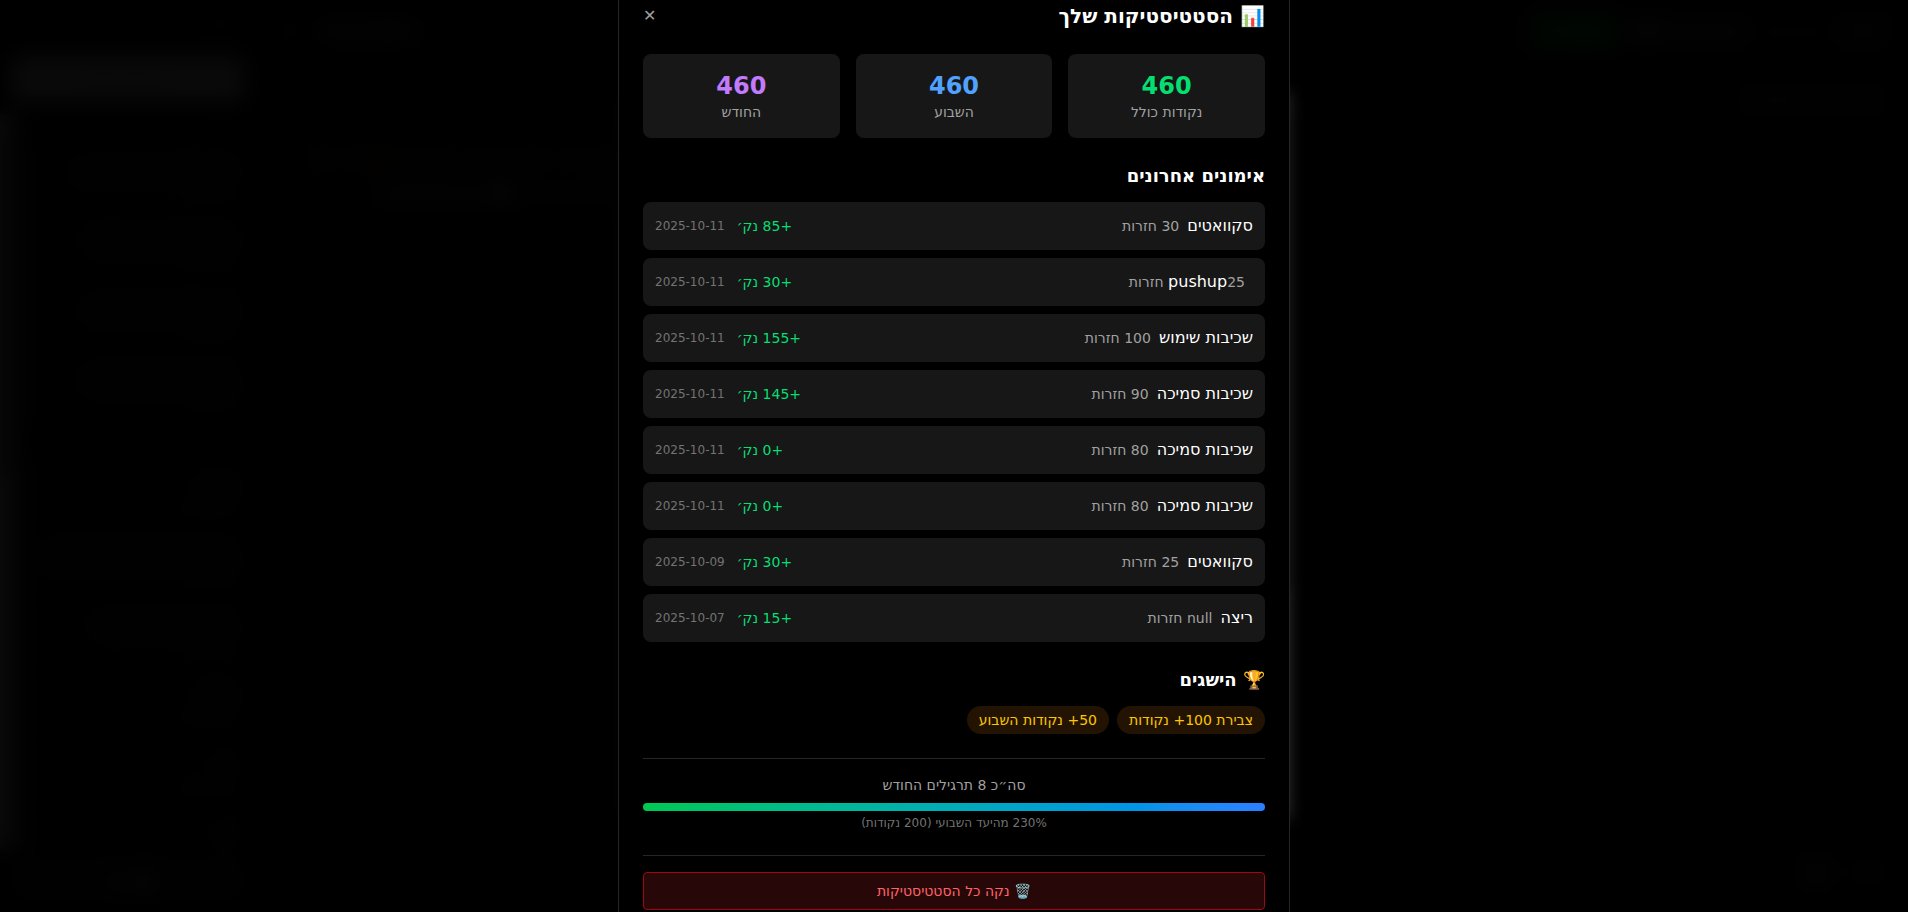 📊 הסטטיסטיקות שלך ✕
460 460 460
נקודות כולל השבוע החודש
אימונים אחרונים
סקוואטים 30 חזרות +85 נק׳ 2025-10-11
pushup25 חזרות +30 נק׳ 2025-10-11
שכיבות שימוש 100 חזרות +155 נק׳ 2025-10-11
שכיבות סמיכה 90 חזרות +145 נק׳ 2025-10-11
שכיבות סמיכה 80 חזרות +0 נק׳ 2025-10-11
שכיבות סמיכה 80 חזרות +0 נק׳ 2025-10-11
סקוואטים 25 חזרות +30 נק׳ 2025-10-09
ריצה null חזרות +15 נק׳ 2025-10-07
🏆 הישגים
צבירת 100+ נקודות 50+ נקודות השבוע
סה״כ 8 תרגילים החודש
230% מהיעד השבועי (200 נקודות)
🗑️ נקה כל הסטטיסטיקות